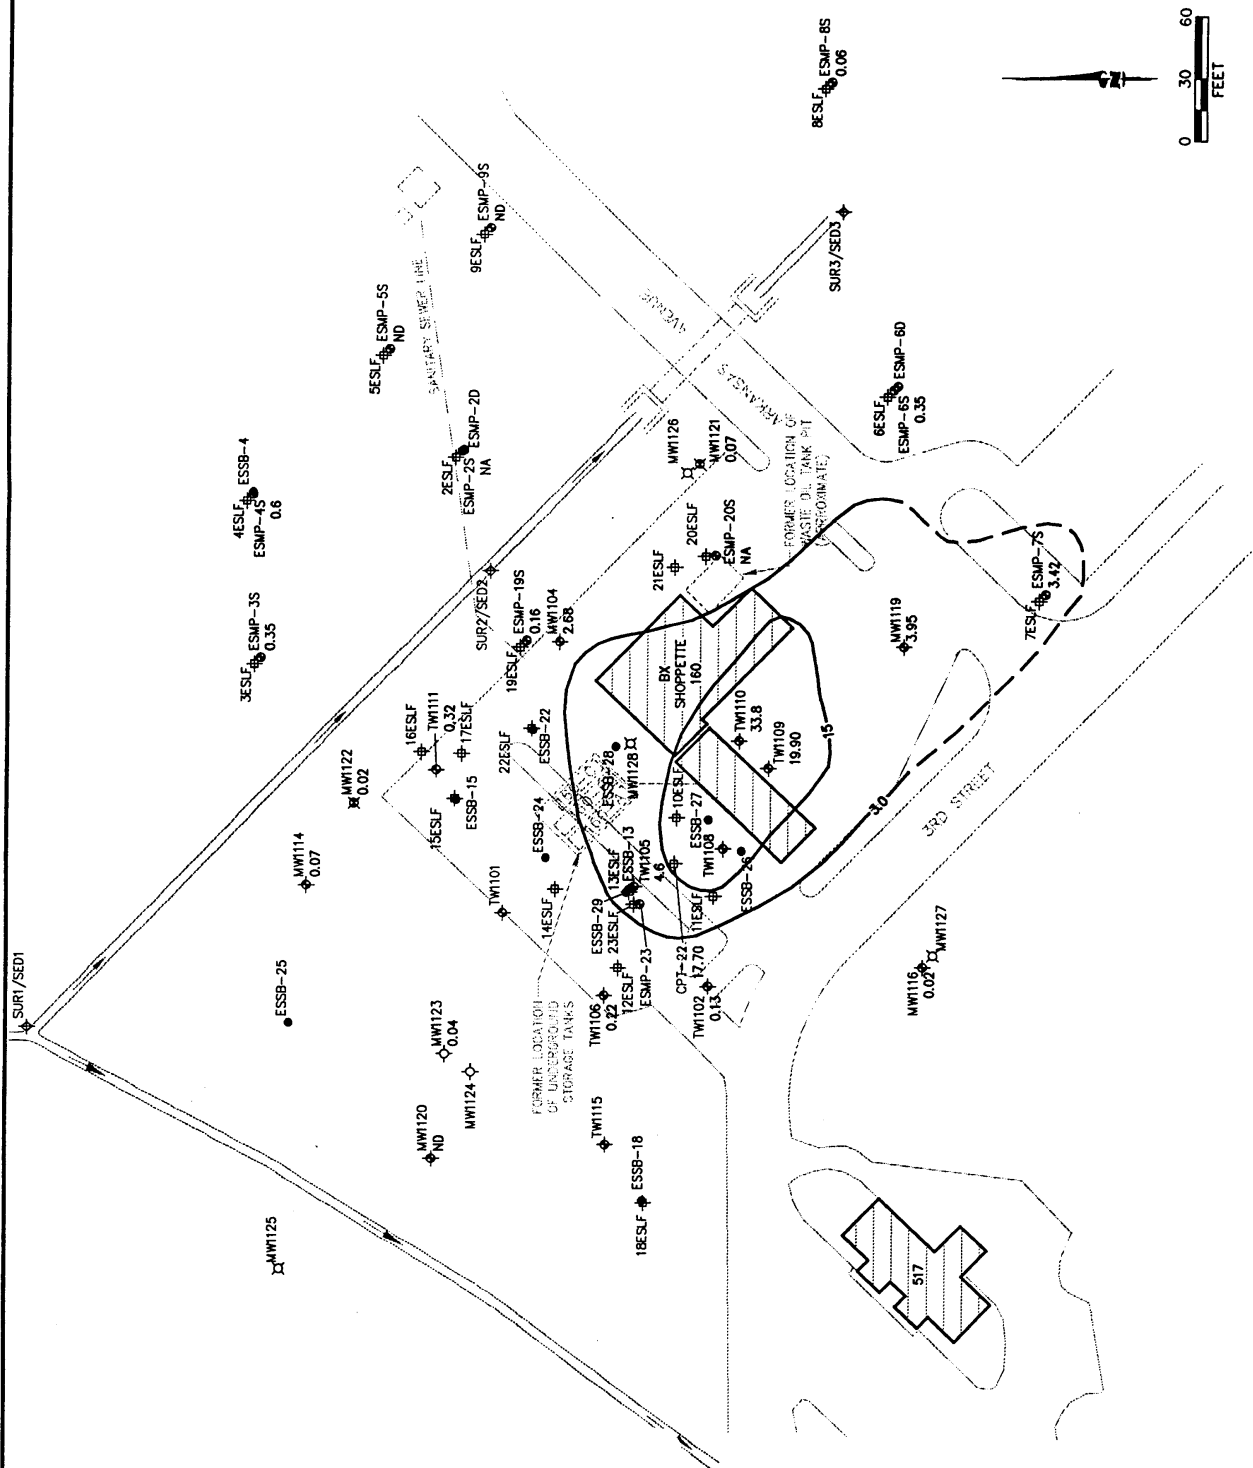 SUR1/SED1
ESSB-25
MW1114
0.07
MW1122
0.02
MW1123
0.04
MW1124
MW1120
ND
MW1125
TW1115
18ESLF
ESSB-18
517
3ESLF
ESMP-3S
0.35
4ESLF
ESSB-4
ESMP-4S
0.6
5ESLF
ESMP-5S
ND
2ESLF
ESMP-2D
ESMP-2S
NA
SANITARY SEWER LINE
9ESLF
ESMP-9S
ND
8ESLF
ESMP-8S
0.06
SUR3/SED3
SUR2/SED2
16ESLF
TW1111
0.32
17ESLF
15ESLF
ESSB-15
19ESLF
ESMP-19S
0.16
MW1104
2.68
22ESLF
ESSB-22
ESSB-24
TW1101
14ESLF
FORMER LOCATION
OF UNDERGROUND
STORAGE TANKS
ESSB-28
MW1128
BX
SHOPPETTE
160
21ESLF
20ESLF
ESMP-20S
NA
FORMER LOCATION OF
WASTE OIL TANK PIT
(APPROXIMATE)
MW1126
MW1121
0.07
ARKANSAS
AVENUE
6ESLF
ESMP-6D
ESMP-6S
0.35
ESSB-29
23ESLF
13ESLF
ESSB-13
TW1105
4.6
ESMP-23
12ESLF
TW1106
0.22
CPT-22
17.70
11ESLF
TW1102
0.13
10ESLF
ESSB-27
TW1108
ESSB-26
TW1110
33.8
TW1109
19.90
15
3.0
MW1119
3.95
7ESLF
ESMP-7S
3.42
3RD STREET
MW1116
0.02
MW1127
0
30
60
FEET